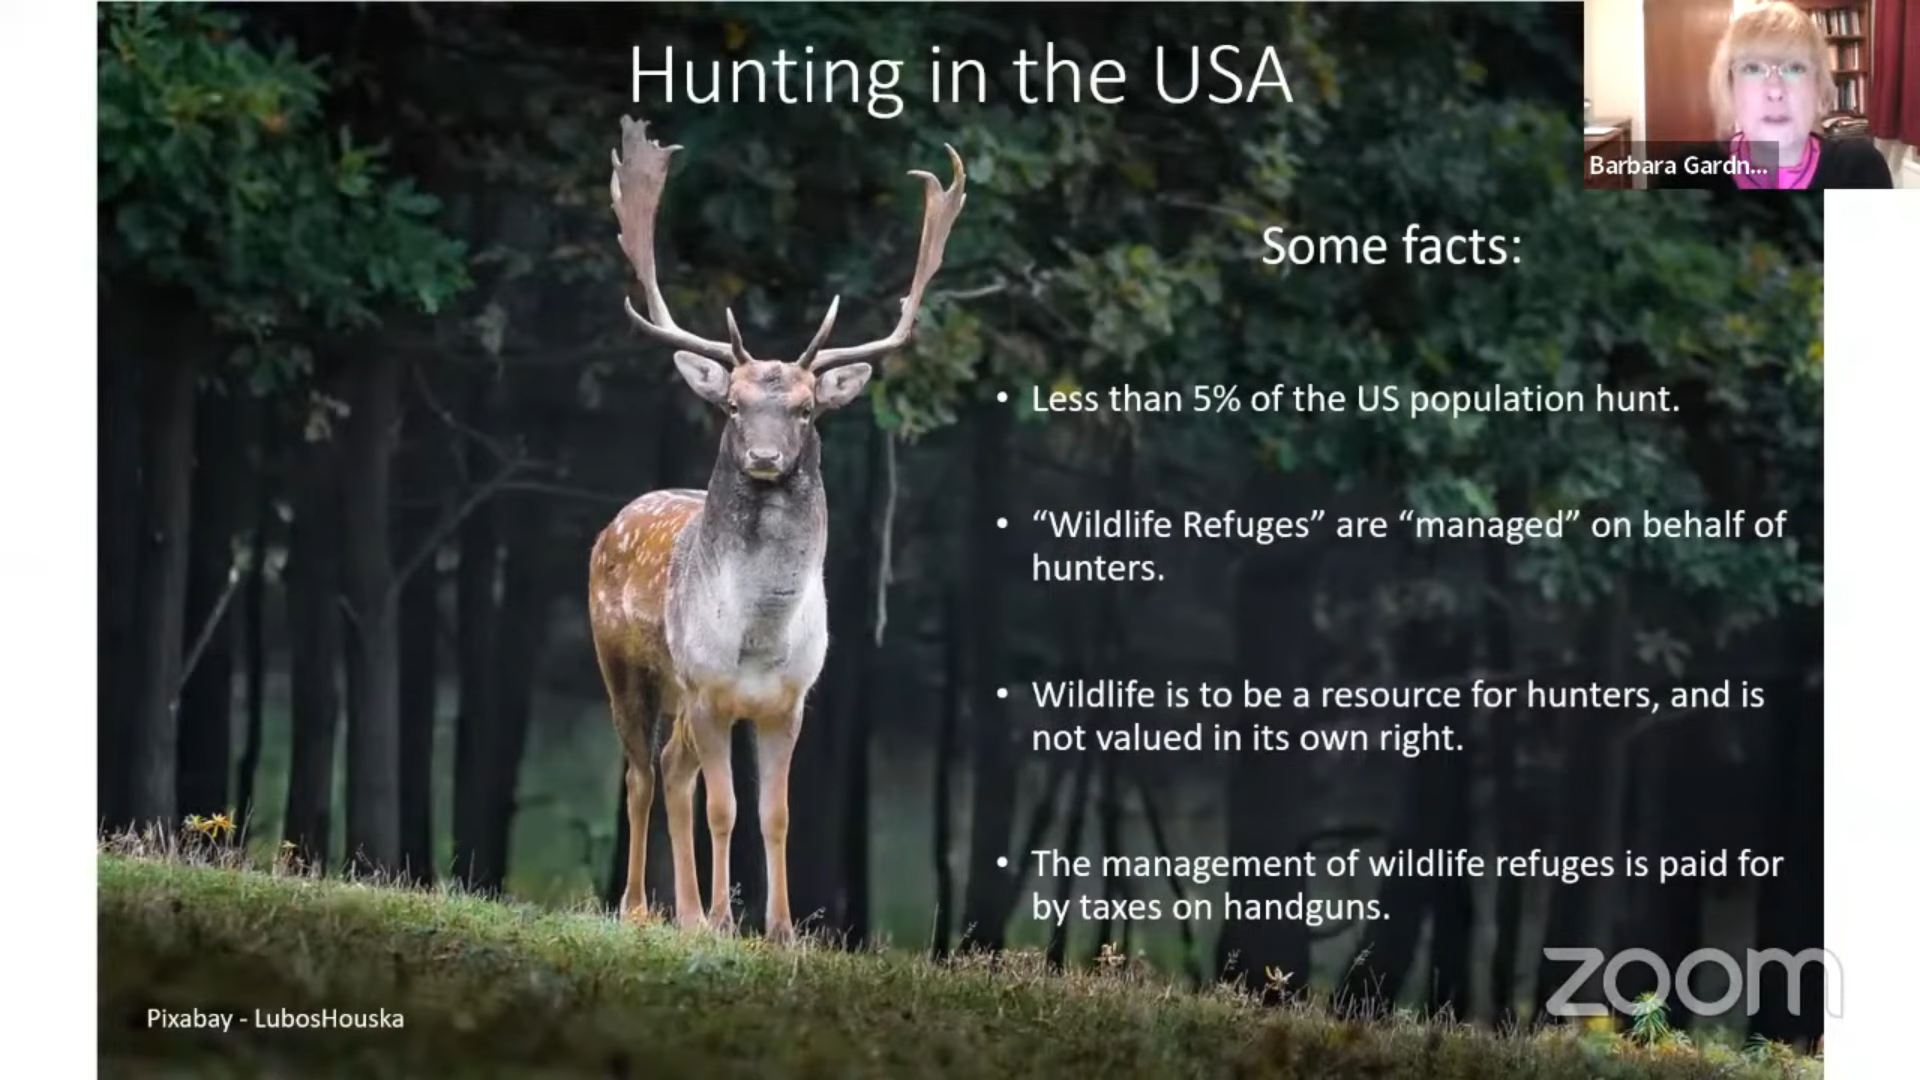 Hunting in the USA
Barbara Gardn...
Some facts:
• Less than 5% of the US population hunt.
• “Wildlife Refuges” are “managed” on behalf of
hunters.
• Wildlife is to be a resource for hunters, and is
not valued in its own right.
• The management of wildlife refuges is paid for
by taxes on handguns.
zoom
Pixabay - LubosHouska